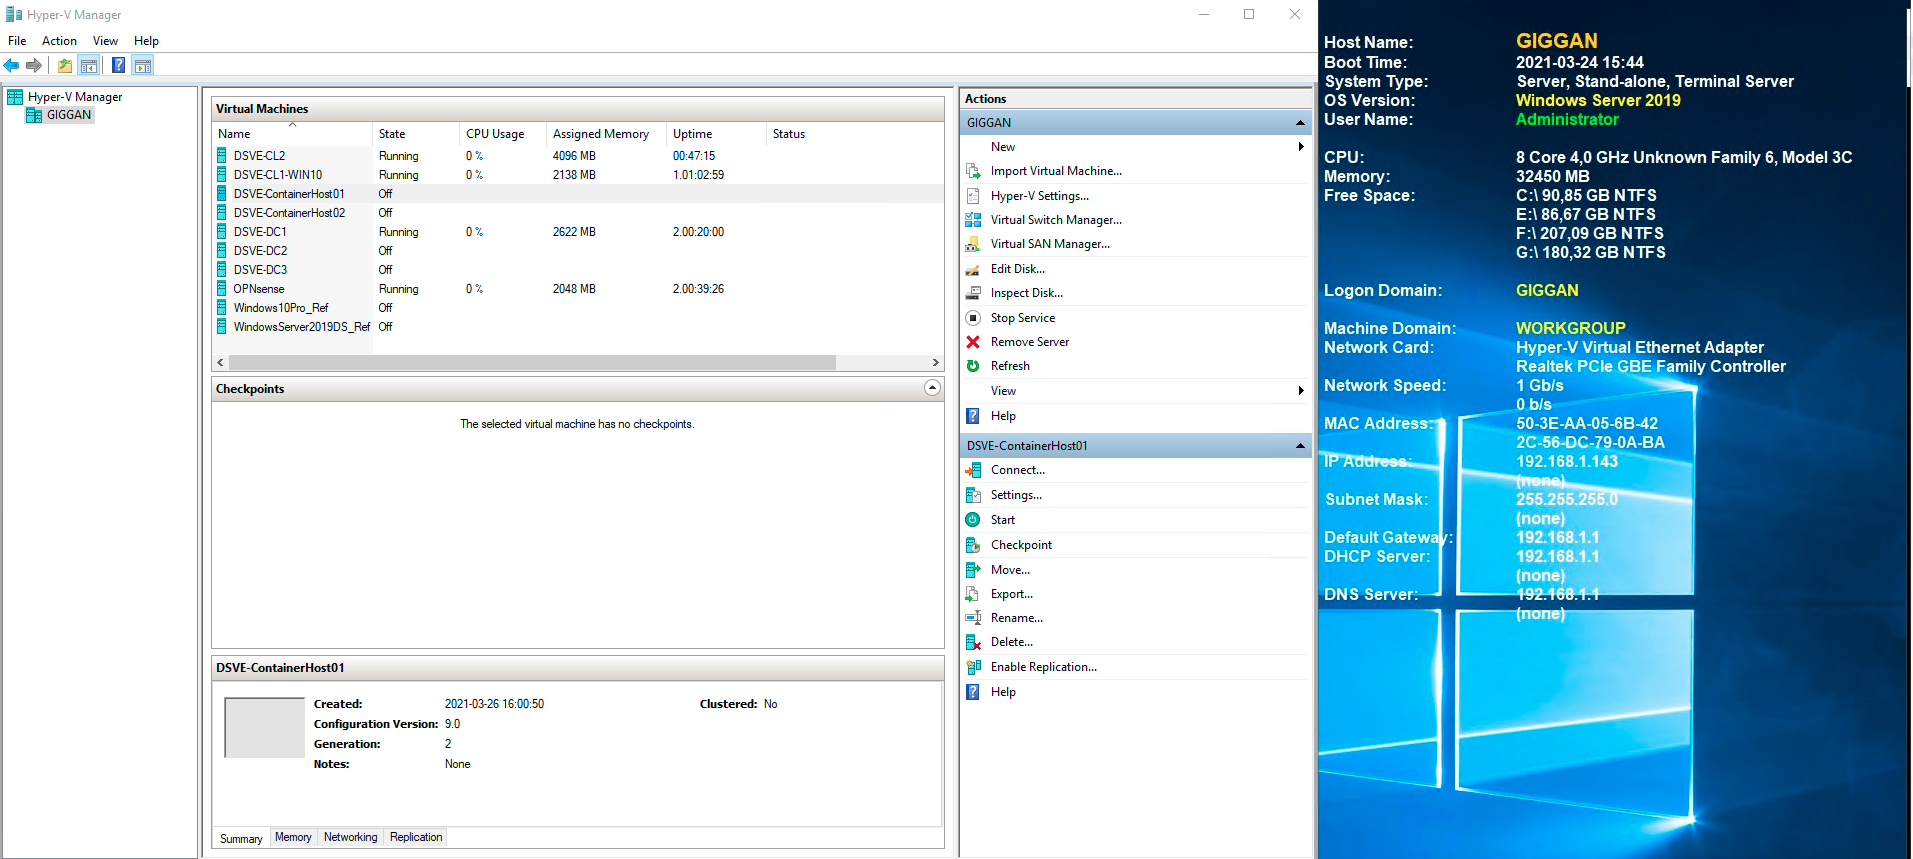 Hyper-V Manager
File Action View Help
Hyper-V Manager
GIGGAN
Virtual Machines
Name State CPU Usage Assigned Memory Uptime Status
DSVE-CL2 Running 0 % 4096 MB 00:47:15
DSVE-CL1-WIN10 Running 0 % 2138 MB 1.01:02:59
DSVE-ContainerHost01 Off
DSVE-ContainerHost02 Off
DSVE-DC1 Running 0 % 2622 MB 2.00:20:00
DSVE-DC2 Off
DSVE-DC3 Off
OPNsense Running 0 % 2048 MB 2.00:39:26
Windows10Pro_Ref Off
WindowsServer2019DS_Ref Off
Checkpoints
The selected virtual machine has no checkpoints.
DSVE-ContainerHost01
Created: 2021-03-26 16:00:50 Clustered: No
Configuration Version: 9.0
Generation: 2
Notes: None
Summary Memory Networking Replication
Actions
GIGGAN
New
Import Virtual Machine...
Hyper-V Settings...
Virtual Switch Manager...
Virtual SAN Manager...
Edit Disk...
Inspect Disk...
Stop Service
Remove Server
Refresh
View
Help
DSVE-ContainerHost01
Connect...
Settings...
Start
Checkpoint
Move...
Export...
Rename...
Delete...
Enable Replication...
Help
Host Name: GIGGAN
Boot Time: 2021-03-24 15:44
System Type: Server, Stand-alone, Terminal Server
OS Version: Windows Server 2019
User Name: Administrator
CPU: 8 Core 4,0 GHz Unknown Family 6, Model 3C
Memory: 32450 MB
Free Space: C:\ 90,85 GB NTFS
E:\ 86,67 GB NTFS
F:\ 207,09 GB NTFS
G:\ 180,32 GB NTFS
Logon Domain: GIGGAN
Machine Domain: WORKGROUP
Network Card: Hyper-V Virtual Ethernet Adapter
Realtek PCIe GBE Family Controller
Network Speed: 1 Gb/s
0 b/s
MAC Address: 50-3E-AA-05-6B-42
2C-56-DC-79-0A-BA
IP Address: 192.168.1.143
(none)
Subnet Mask: 255.255.255.0
(none)
Default Gateway: 192.168.1.1
DHCP Server: 192.168.1.1
(none)
DNS Server: 192.168.1.1
(none)